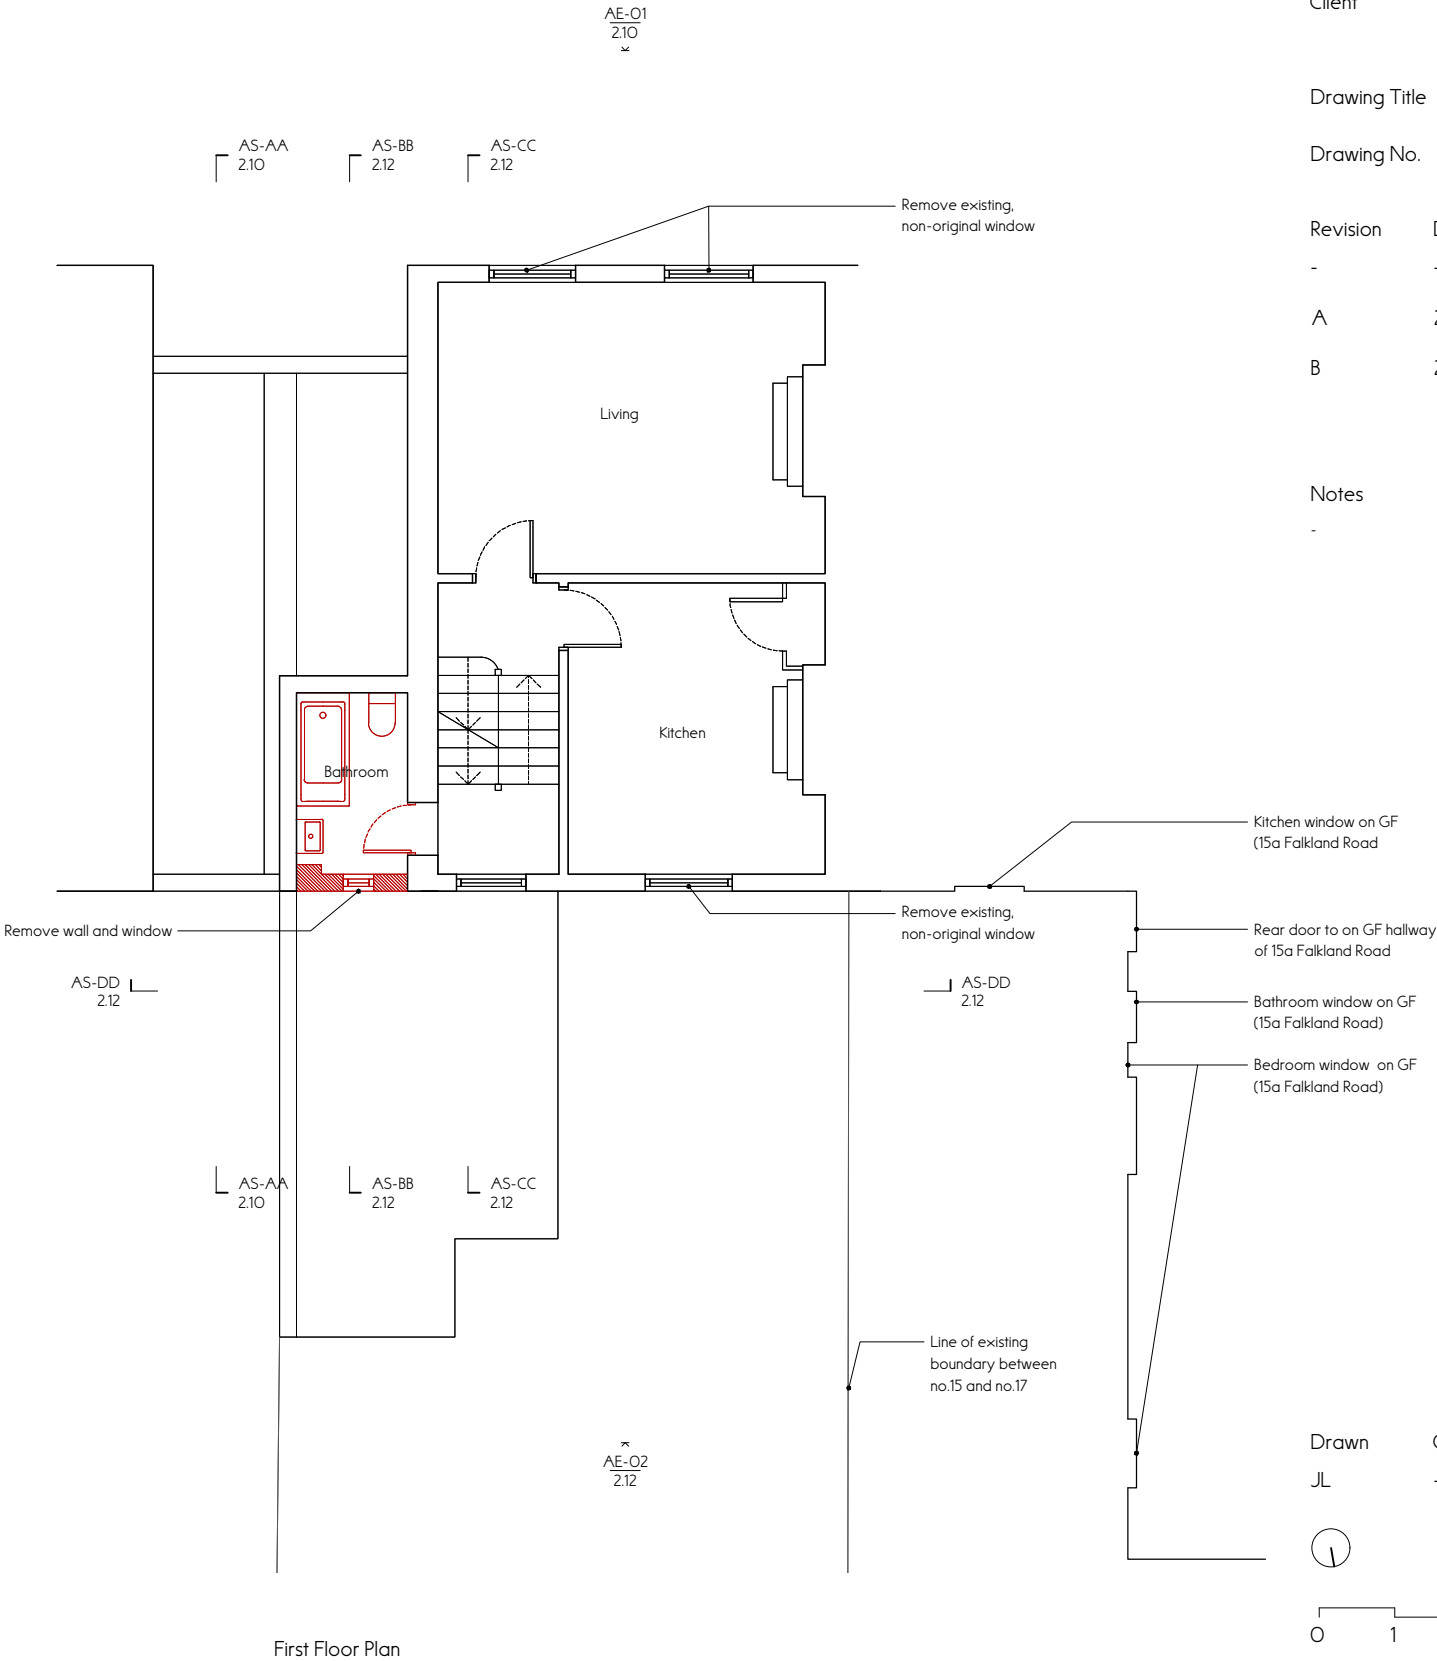 Client
AE-01
2.10
Drawing Title
Drawing No.
AS-AA
2.10
AS-BB
2.12
AS-CC
2.12
Remove existing,
non-original window
Revision
-
A
B
Living
Notes
-
Kitchen
Bathroom
Kitchen window on GF
(15a Falkland Road
Remove wall and window
Remove existing,
non-original window
Rear door to on GF hallway
of 15a Falkland Road
AS-DD
2.12
AS-DD
2.12
Bathroom window on GF
(15a Falkland Road)
Bedroom window on GF
(15a Falkland Road)
AS-AA
2.10
AS-BB
2.12
AS-CC
2.12
Line of existing
boundary between
no.15 and no.17
AE-02
2.12
Drawn
JL
0 1
First Floor Plan